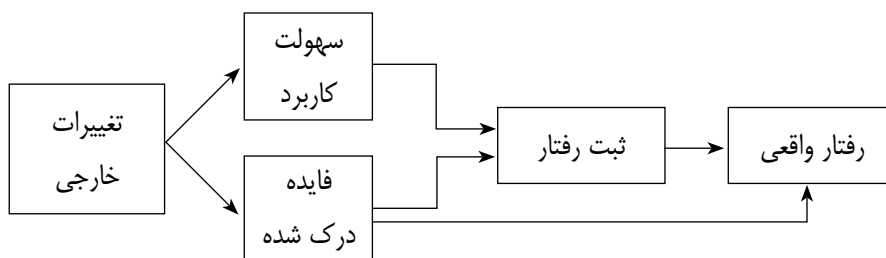 سهولت
کاربرد
تغییرات
خارجی
ثبت رفتار
رفتار واقعی
فایده
درک شده